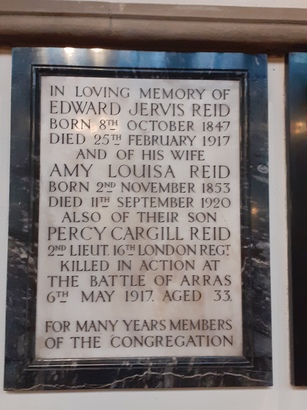 IN LOVING MEMORY OF
EDWARD JERVIS REID
BORN 8TH OCTOBER 1847
DIED 25TH FEBRUARY 1917
AND OF HIS WIFE
AMY LOUISA REID
BORN 2ND NOVEMBER 1853
DIED 11TH SEPTEMBER 1920
ALSO OF THEIR SON
PERCY CARGILL REID
2ND LIEUT. 16TH LONDON REGT.
KILLED IN ACTION AT
THE BATTLE OF ARRAS
6TH MAY 1917. AGED 33.
FOR MANY YEARS MEMBERS
OF THE CONGREGATION